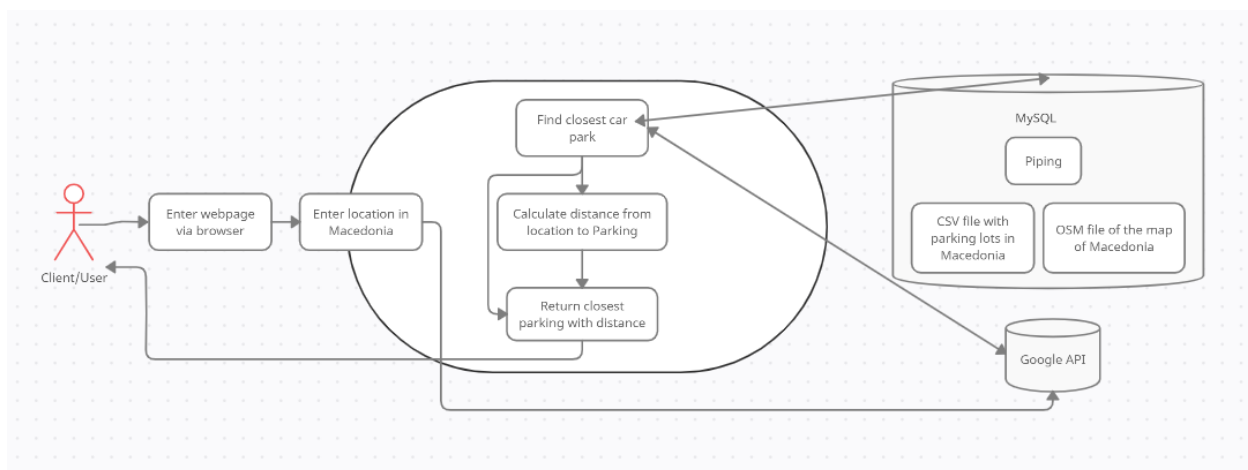 Find closest car
park
MySQL
Piping
Enter webpage
via browser
Enter location in
Macedonia
Calculate distance from
location to Parking
CSV file with
parking lots in
Macedonia
OSM file of the map
of Macedonia
Client/User
Return closest
parking with distance
Google API